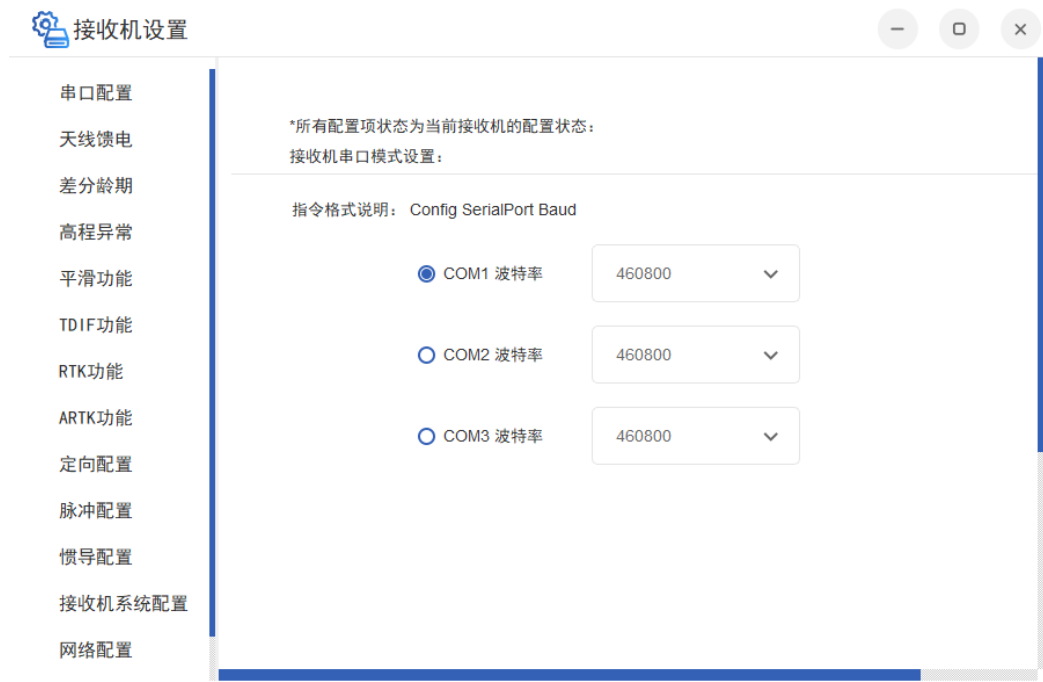 接收机设置
串口配置
天线馈电
差分龄期
高程异常
平滑功能
TDIF功能
RTK功能
ARTK功能
定向配置
脉冲配置
惯导配置
接收机系统配置
网络配置
*所有配置项状态为当前接收机的配置状态：
接收机串口模式设置：
指令格式说明： Config SerialPort Baud
COM1 波特率 460800
COM2 波特率 460800
COM3 波特率 460800